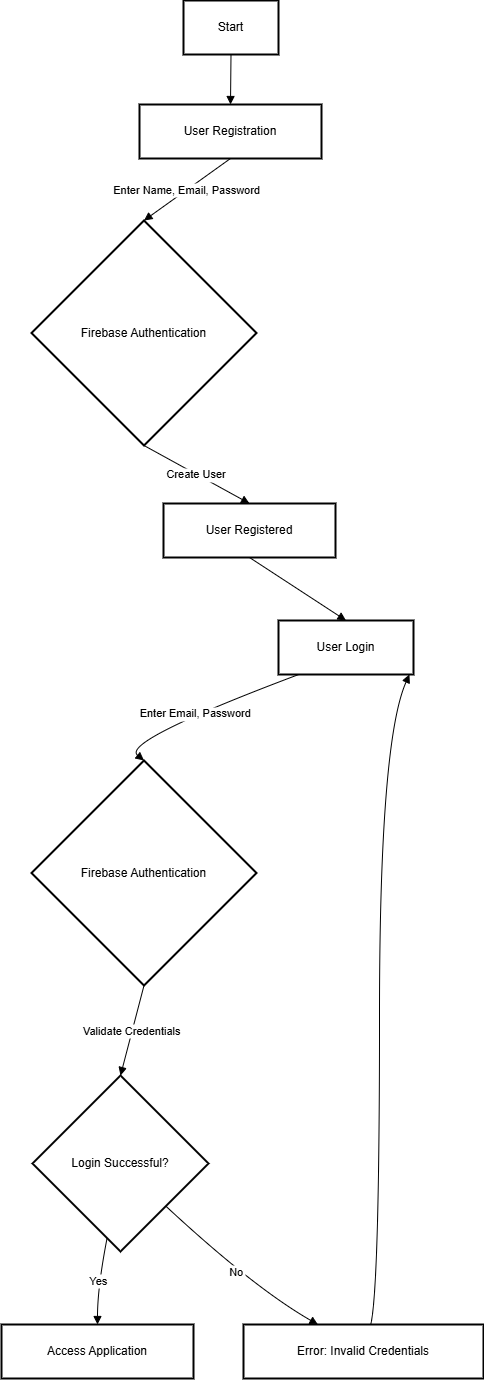 Start
User Registration
Enter Name, Email, Password
Firebase Authentication
Create User
User Registered
User Login
Enter Email, Password
Firebase Authentication
Validate Credentials
Login Successful?
Yes
No
Access Application
Error: Invalid Credentials